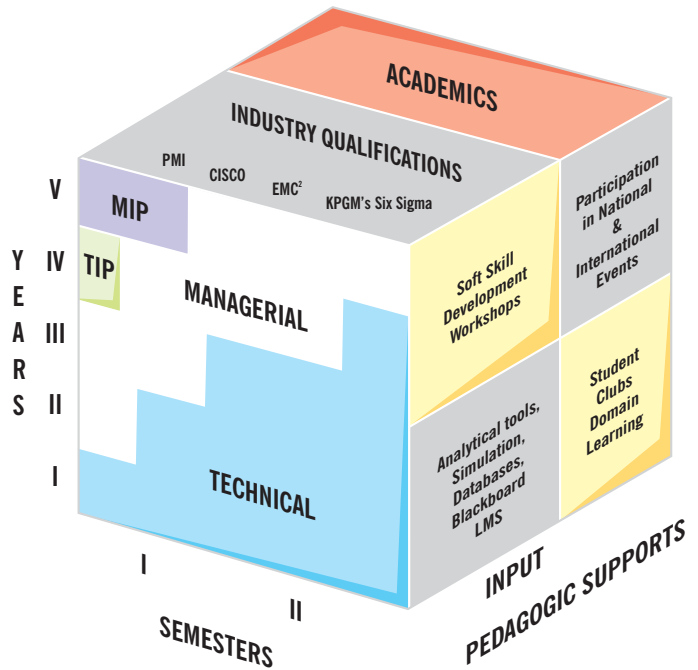 ACADEMICS
INDUSTRY QUALIFICATIONS
PMI
CISCO
EMC²
KPGM's Six Sigma
YEARS
V
IV
III
II
I
MIP
TIP
MANAGERIAL
TECHNICAL
Soft Skill
Development
Workshops
Participation
in National
&
International
Events
Analytical tools,
Simulation,
Databases,
Blackboard
LMS
Student
Clubs
Domain
Learning
I
II
SEMESTERS
INPUT
PEDAGOGIC SUPPORTS